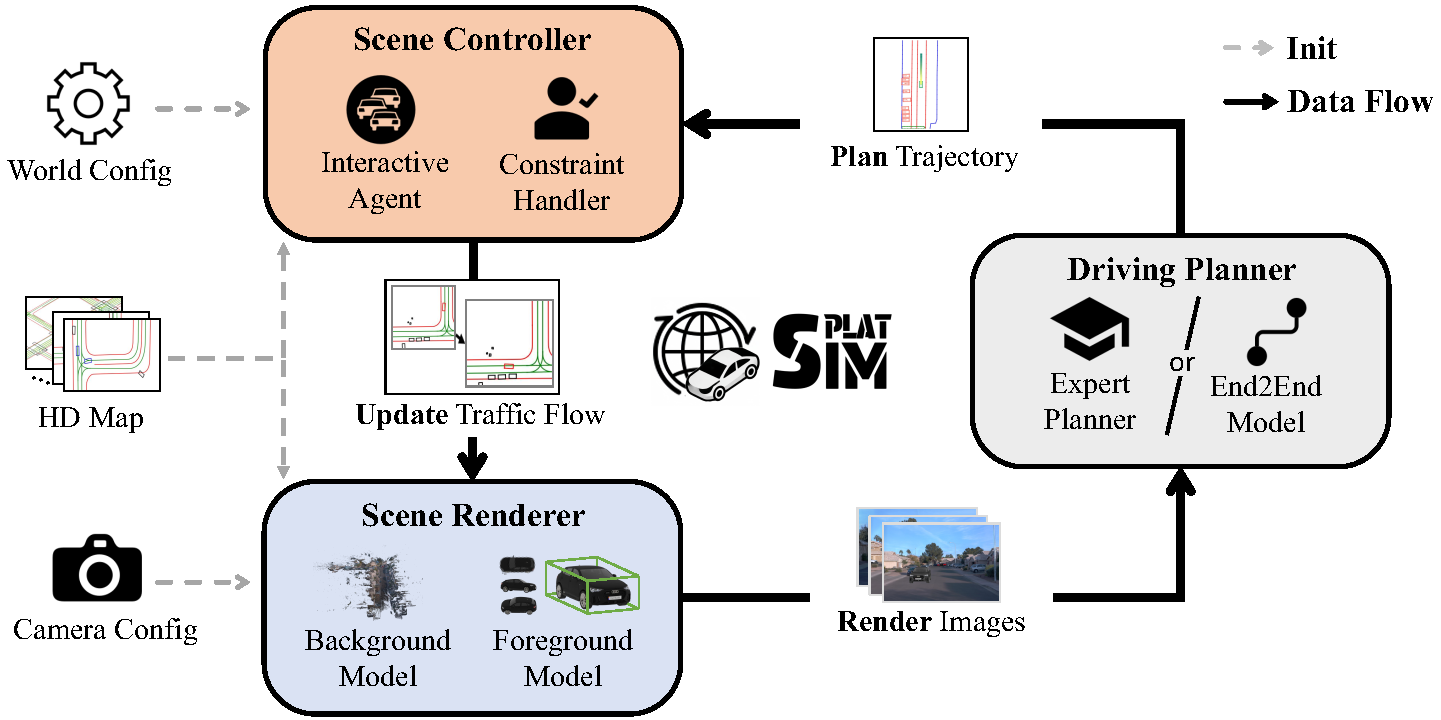 Scene Controller
Interactive
Agent
Constraint
Handler
World Config
HD Map
Camera Config
Update Traffic Flow
Scene Renderer
Background
Model
Foreground
Model
SPLAT
SIM
Plan Trajectory
Init
Data Flow
Driving Planner
Expert
Planner
or
End2End
Model
Render Images